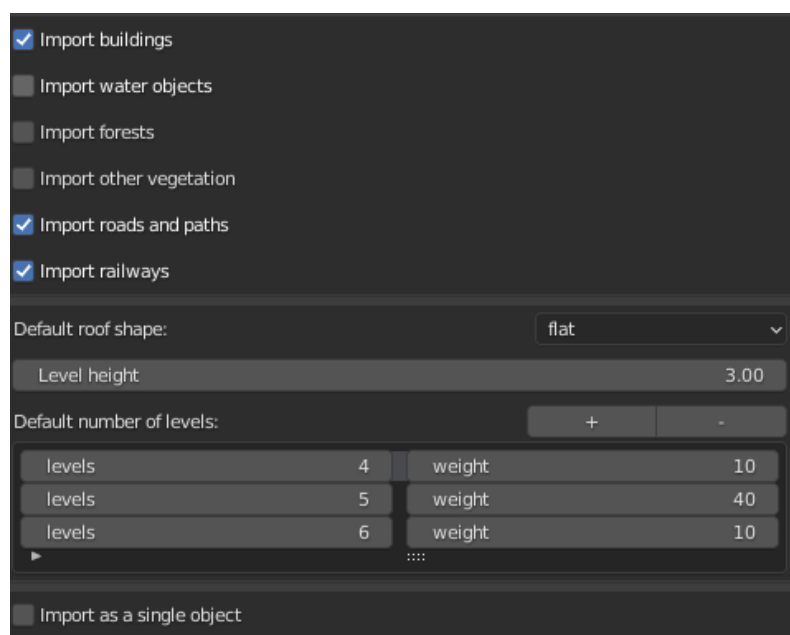 Import buildings
Import water objects
Import forests
Import other vegetation
Import roads and paths
Import railways
Default roof shape: flat
Level height 3.00
Default number of levels: + -
levels 4 weight 10
levels 5 weight 40
levels 6 weight 10
Import as a single object